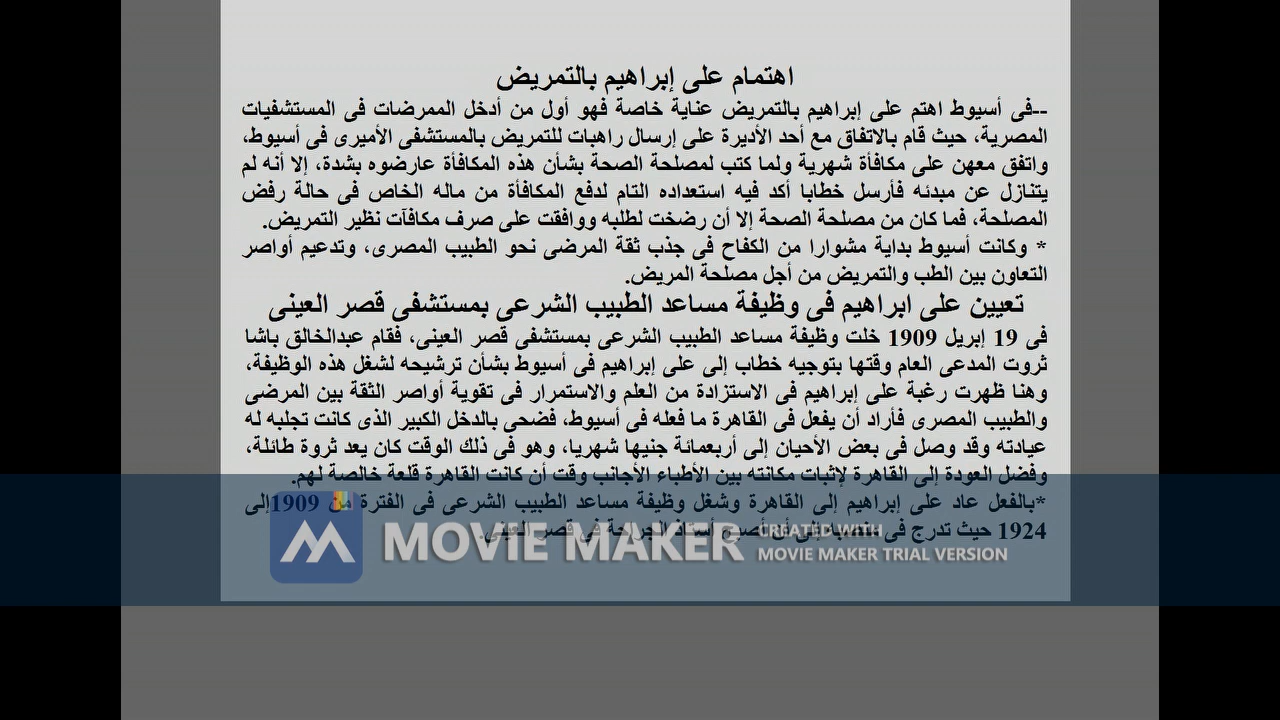 اهتمام على إبراهيم بالتمريض
--فى أسيوط اهتم على إبراهيم بالتمريض عناية خاصة فهو أول من أدخل الممرضات فى المستشفيات
المصرية، حيث قام بالاتفاق مع أحد الأديرة على إرسال راهبات للتمريض بالمستشفى الأميرى فى أسيوط،
واتفق معهن على مكافأة شهرية ولما كتب لمصلحة الصحة بشأن هذه المكافأة عارضوه بشدة، إلا أنه لم
يتنازل عن مبدئه فأرسل خطابا أكد فيه استعداده التام لدفع المكافأة من ماله الخاص فى حالة رفض
المصلحة، فما كان من مصلحة الصحة إلا أن رضخت لطلبه ووافقت على صرف مكافآت نظير التمريض.
* وكانت أسيوط بداية مشوارا من الكفاح فى جذب ثقة المرضى نحو الطبيب المصرى، وتدعيم أواصر
التعاون بين الطب والتمريض من أجل مصلحة المريض.
تعيين على ابراهيم فى وظيفة مساعد الطبيب الشرعى بمستشفى قصر العينى
فى 19 إبريل 1909 خلت وظيفة مساعد الطبيب الشرعى بمستشفى قصر العينى، فقام عبدالخالق باشا
ثروت المدعى العام وقتها بتوجيه خطاب إلى على إبراهيم فى أسيوط بشأن ترشيحه لشغل هذه الوظيفة،
وهنا ظهرت رغبة على إبراهيم فى الاستزادة من العلم والاستمرار فى تقوية أواصر الثقة بين المرضى
والطبيب المصرى فأراد أن يفعل فى القاهرة ما فعله فى أسيوط، فضحى بالدخل الكبير الذى كانت تجلبه له
عيادته وقد وصل فى بعض الأحيان إلى أربعمائة جنيها شهريا، وهو فى ذلك الوقت كان يعد ثروة طائلة،
وفضل العودة إلى القاهرة لإثبات مكانته بين الأطباء الأجانب وقت أن كانت القاهرة قلعة خالصة لهم.
*بالفعل عاد على إبراهيم إلى القاهرة وشغل وظيفة مساعد الطبيب الشرعى فى الفترة من 1909إلى
1924 حيث تدرج فى إلى أن أصبح أستاذ الجراحة فى قصر العينى.
MOVIE MAKER
CREATED WITH
MOVIE MAKER TRIAL VERSION